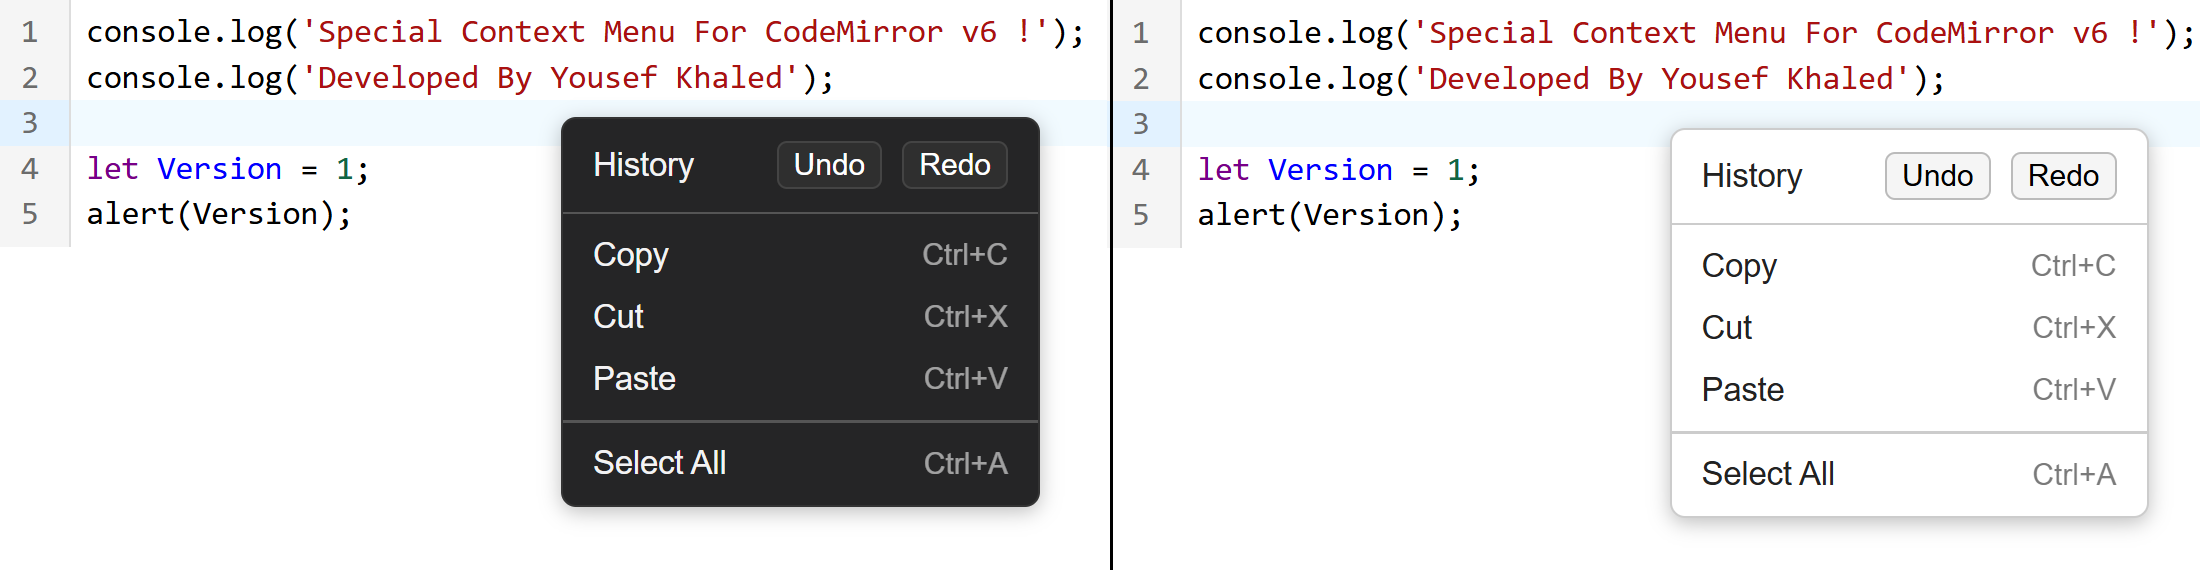 1 console.log('Special Context Menu For CodeMirror v6 !');
2 console.log('Developed By Yousef Khaled');
3
4 let Version = 1;
5 alert(Version);
History Undo Redo
Copy Ctrl+C
Cut Ctrl+X
Paste Ctrl+V
Select All Ctrl+A
1 console.log('Special Context Menu For CodeMirror v6 !');
2 console.log('Developed By Yousef Khaled');
3
4 let Version = 1;
5 alert(Version);
History Undo Redo
Copy Ctrl+C
Cut Ctrl+X
Paste Ctrl+V
Select All Ctrl+A